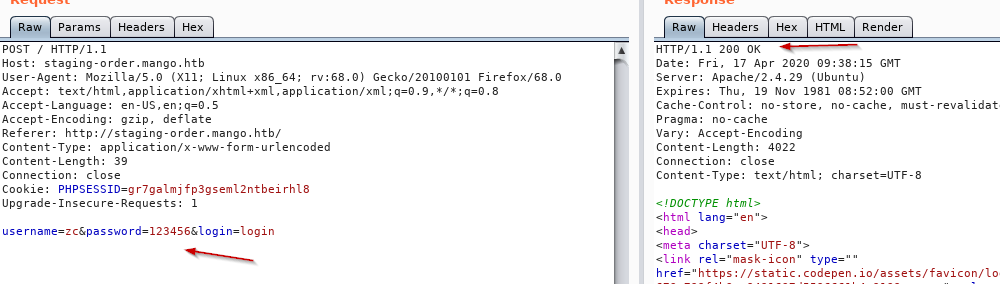 Request
Raw Params Headers Hex
POST / HTTP/1.1
Host: staging-order.mango.htb
User-Agent: Mozilla/5.0 (X11; Linux x86_64; rv:68.0) Gecko/20100101 Firefox/68.0
Accept: text/html,application/xhtml+xml,application/xml;q=0.9,*/*;q=0.8
Accept-Language: en-US,en;q=0.5
Accept-Encoding: gzip, deflate
Referer: http://staging-order.mango.htb/
Content-Type: application/x-www-form-urlencoded
Content-Length: 39
Connection: close
Cookie: PHPSESSID=gr7galmjfp3gseml2ntbeirhl8
Upgrade-Insecure-Requests: 1
username=zc&password=123456&login=login
Response
Raw Headers Hex HTML Render
HTTP/1.1 200 OK
Date: Fri, 17 Apr 2020 09:38:15 GMT
Server: Apache/2.4.29 (Ubuntu)
Expires: Thu, 19 Nov 1981 08:52:00 GMT
Cache-Control: no-store, no-cache, must-revalidat
Pragma: no-cache
Vary: Accept-Encoding
Content-Length: 4022
Connection: close
Content-Type: text/html; charset=UTF-8
<!DOCTYPE html>
<html lang="en">
<head>
<meta charset="UTF-8">
<link rel="mask-icon" type=""
href="https://static.codepen.io/assets/favicon/lo